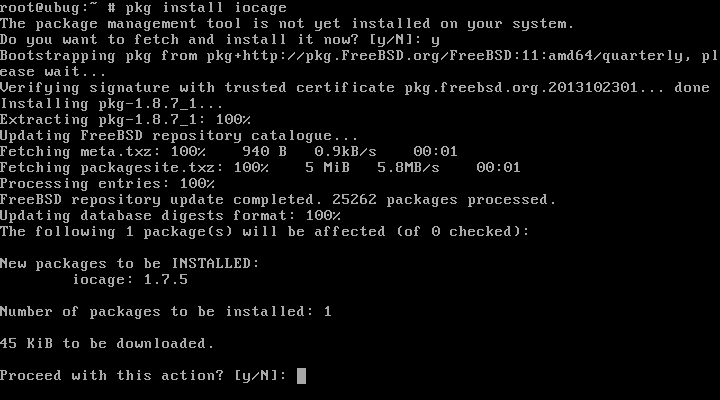 root@ubug:~ # pkg install iocage
The package management tool is not yet installed on your system.
Do you want to fetch and install it now? [y/N]: y
Bootstrapping pkg from pkg+http://pkg.FreeBSD.org/FreeBSD:11:amd64/quarterly, pl
ease wait...
Verifying signature with trusted certificate pkg.freebsd.org.2013102301... done
Installing pkg-1.8.7_1...
Extracting pkg-1.8.7_1: 100%
Updating FreeBSD repository catalogue...
Fetching meta.txz: 100%    940 B   0.9kB/s    00:01
Fetching packagesite.txz: 100%    5 MiB   5.8MB/s    00:01
Processing entries: 100%
FreeBSD repository update completed. 25262 packages processed.
Updating database digests format: 100%
The following 1 package(s) will be affected (of 0 checked):
New packages to be INSTALLED:
        iocage: 1.7.5
Number of packages to be installed: 1
45 KiB to be downloaded.
Proceed with this action? [y/N]: